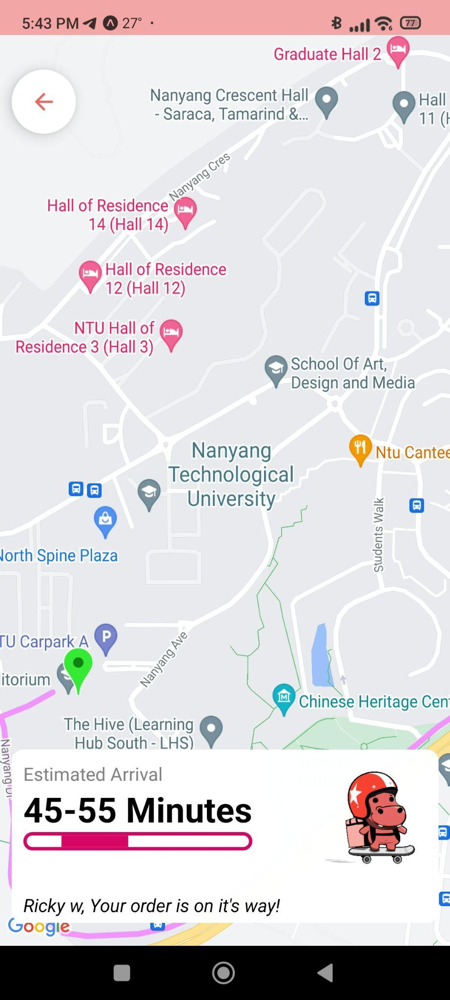 5:43 PM 27°
77
6
Graduate Hall 2
Nanyang Crescent Hall
- Saraca, Tamarind &...
Hall
11 (H
Nanyang Cres
Hall of Residence
14 (Hall 14)
Hall of Residence
12 (Hall 12)
NTU Hall of
Residence 3 (Hall 3)
School Of Art,
Design and Media
Nanyang
Technological
University
Ntu Cantee
Students Walk
North Spine Plaza
TU Carpark A
P
Nanyang Ave
litorium
Chinese Heritage Cen
M
The Hive (Learning
Hub South - LHS)
Nanyang Dr
Estimated Arrival
45-55 Minutes
Ricky w, Your order is on it's way!
Google